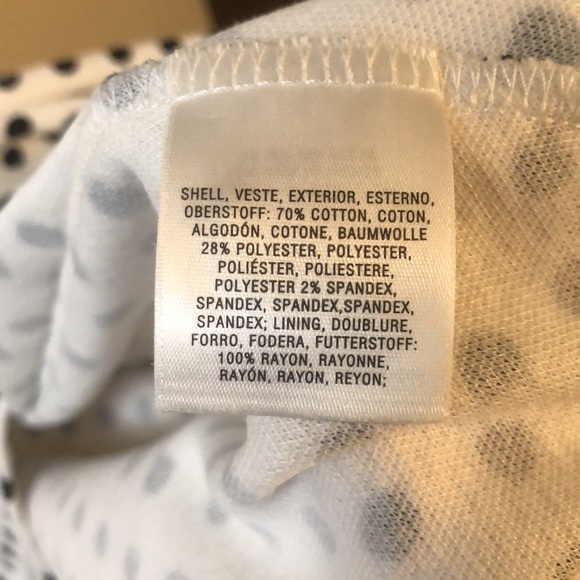 SHELL, VESTE, EXTERIOR, ESTERNO,
OBERSTOFF: 70% COTTON, COTON,
ALGODÓN, COTONE, BAUMWOLLE
28% POLYESTER, POLYESTER,
POLIÉSTER, POLIESTERE,
POLYESTER 2% SPANDEX,
SPANDEX, SPANDEX,SPANDEX,
SPANDEX; LINING, DOUBLURE,
FORRO, FODERA, FUTTERSTOFF:
100% RAYON, RAYONNE,
RAYÓN, RAYON, REYON;